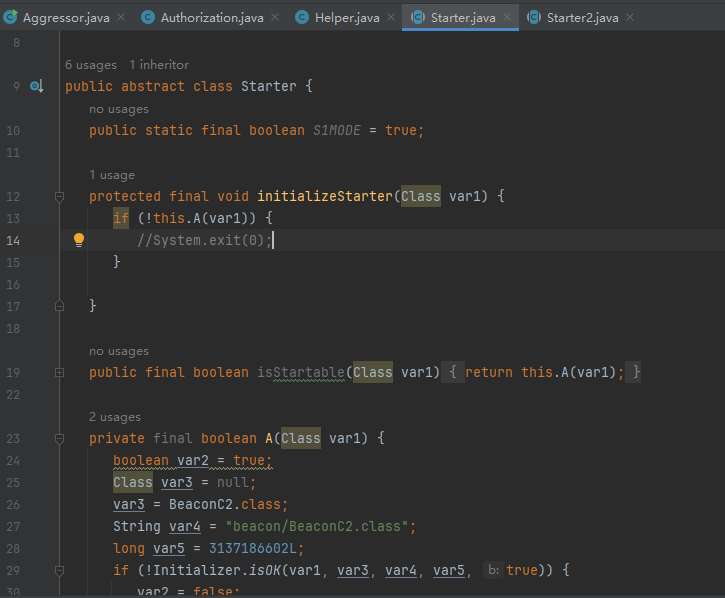 Aggressor.java Authorization.java Helper.java Starter.java Starter2.java
8
6 usages 1 inheritor
9 public abstract class Starter {
no usages
10 public static final boolean S1MODE = true;
11
1 usage
12 protected final void initializeStarter(Class var1) {
13 if (!this.A(var1)) {
14 //System.exit(0);
15 }
16
17 }
18
no usages
19 public final boolean isStartable(Class var1) { return this.A(var1); }
22
2 usages
23 private final boolean A(Class var1) {
24 boolean var2 = true;
25 Class var3 = null;
26 var3 = BeaconC2.class;
27 String var4 = "beacon/BeaconC2.class";
28 long var5 = 3137186602L;
29 if (!Initializer.isOK(var1, var3, var4, var5, b: true)) {
30 var2 = false;